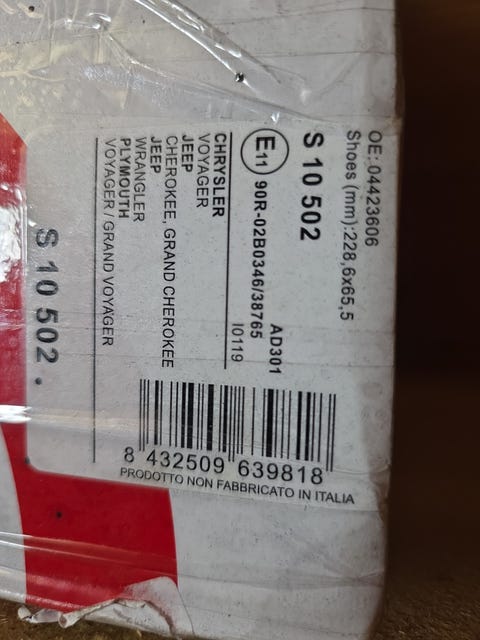 OE: 04423606
Shoes (mm):228,6x65,5
S 10 502
E11 90R-02B0346/38765
AD301
I0119
CHRYSLER
VOYAGER
JEEP
CHEROKEE, GRAND CHEROKEE
JEEP
WRANGLER
PLYMOUTH
VOYAGER / GRAND VOYAGER
8 432509 639818
PRODOTTO NON FABBRICATO IN ITALIA
S 10 502 .